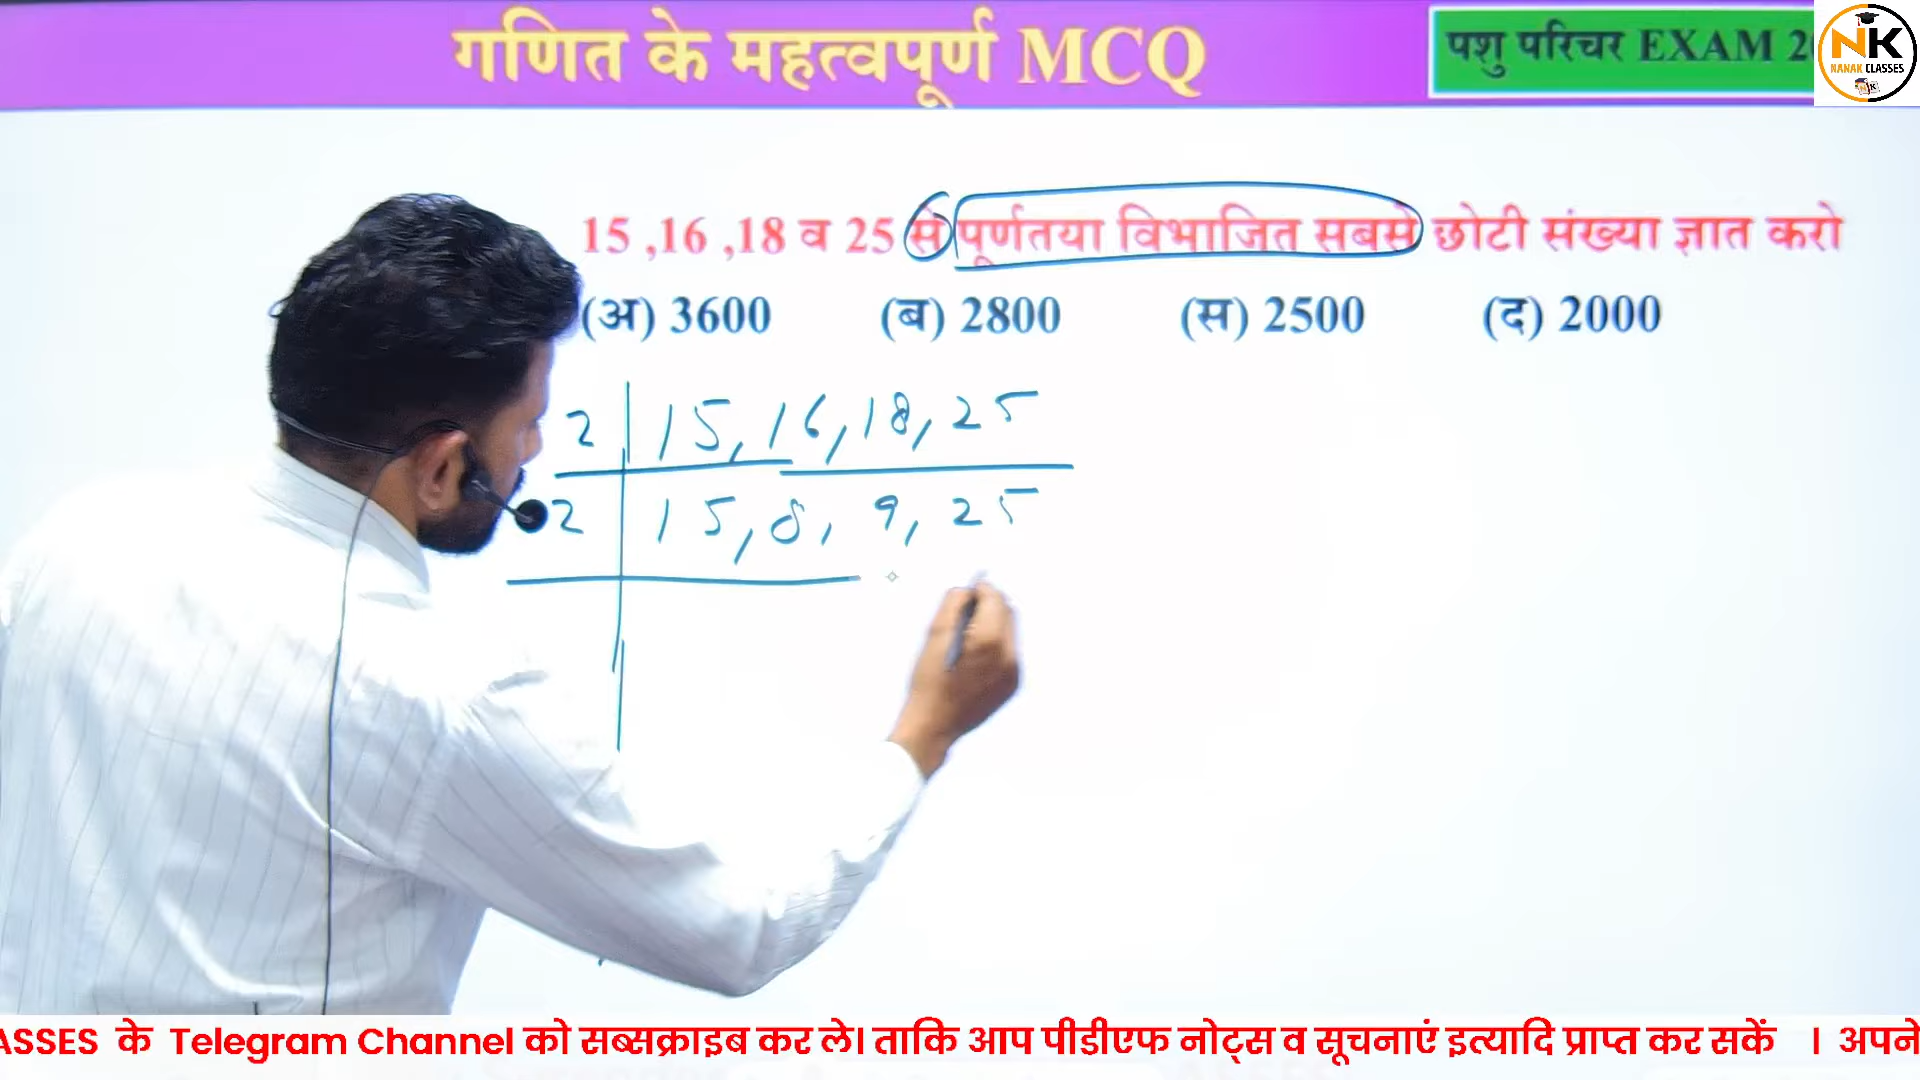 गणित के महत्वपूर्ण MCQ
पशु परिचर EXAM 2
NK
NANAK CLASSES
15 ,16 ,18 व 25 से पूर्णतया विभाजित सबसे छोटी संख्या ज्ञात करो
(अ) 3600 (ब) 2800 (स) 2500 (द) 2000
2 15, 16, 18, 25
2 15, 8, 9, 25
ASSES के Telegram Channel को सब्सक्राइब कर ले। ताकि आप पीडीएफ नोट्स व सूचनाएं इत्यादि प्राप्त कर सकें । अपने